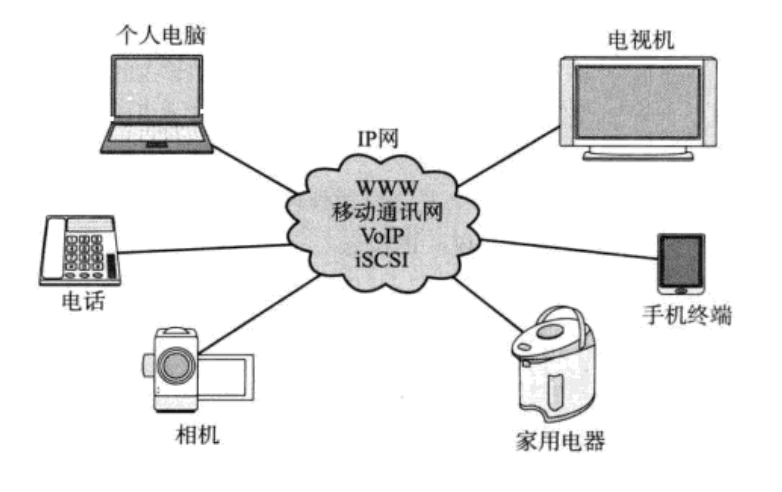 个人电脑
电视机
IP网
WWW
移动通讯网
VoIP
iSCSI
电话
手机终端
相机
家用电器